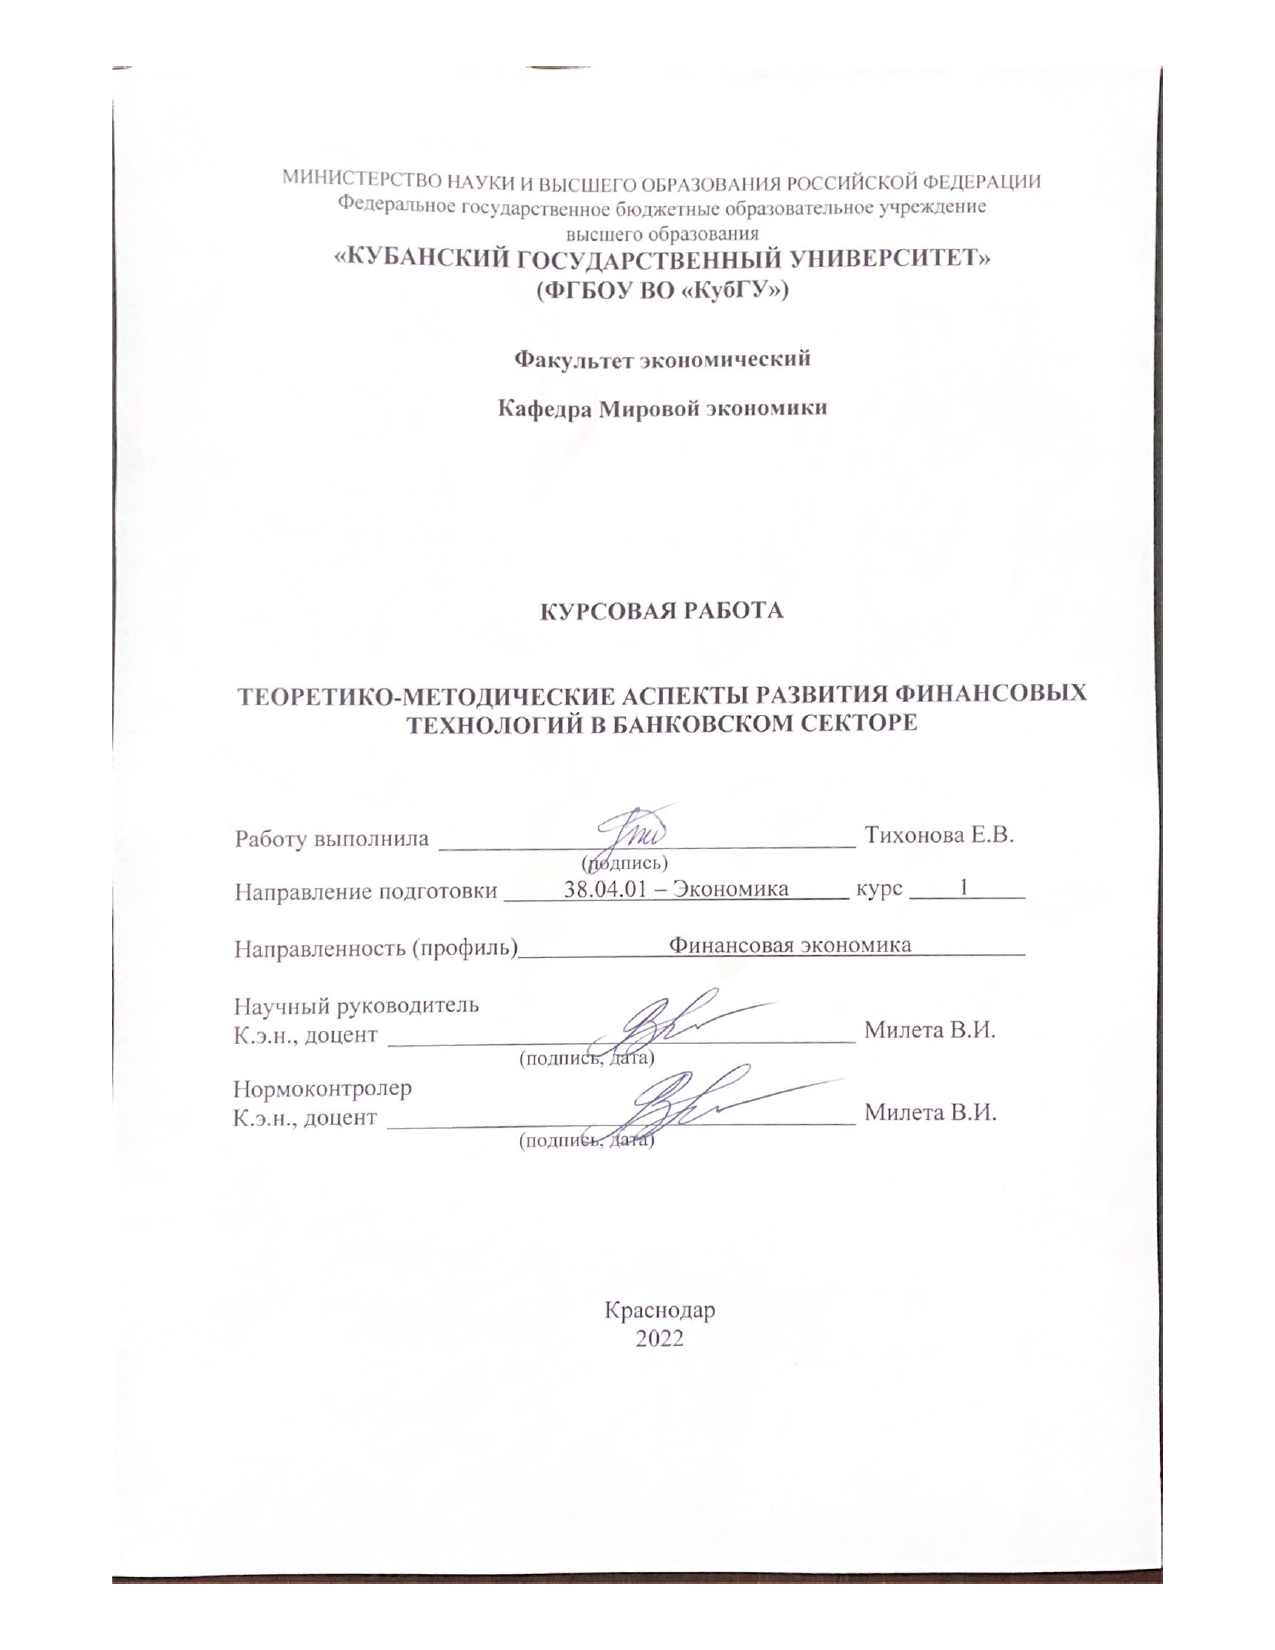 МИНИСТЕРСТВО НАУКИ И ВЫСШЕГО ОБРАЗОВАНИЯ РОССИЙСКОЙ ФЕДЕРАЦИИ
Федеральное государственное бюджетные образовательное учреждение
высшего образования
«КУБАНСКИЙ ГОСУДАРСТВЕННЫЙ УНИВЕРСИТЕТ»
(ФГБОУ ВО «КубГУ»)
Факультет экономический
Кафедра Мировой экономики
КУРСОВАЯ РАБОТА
ТЕОРЕТИКО-МЕТОДИЧЕСКИЕ АСПЕКТЫ РАЗВИТИЯ ФИНАНСОВЫХ
ТЕХНОЛОГИЙ В БАНКОВСКОМ СЕКТОРЕ
Работу выполнила Тихонова Е.В.
(подпись)
Направление подготовки 38.04.01 – Экономика курс 1
Направленность (профиль) Финансовая экономика
Научный руководитель
К.э.н., доцент Милета В.И.
(подпись, дата)
Нормоконтролер
К.э.н., доцент Милета В.И.
(подпись, дата)
Краснодар
2022